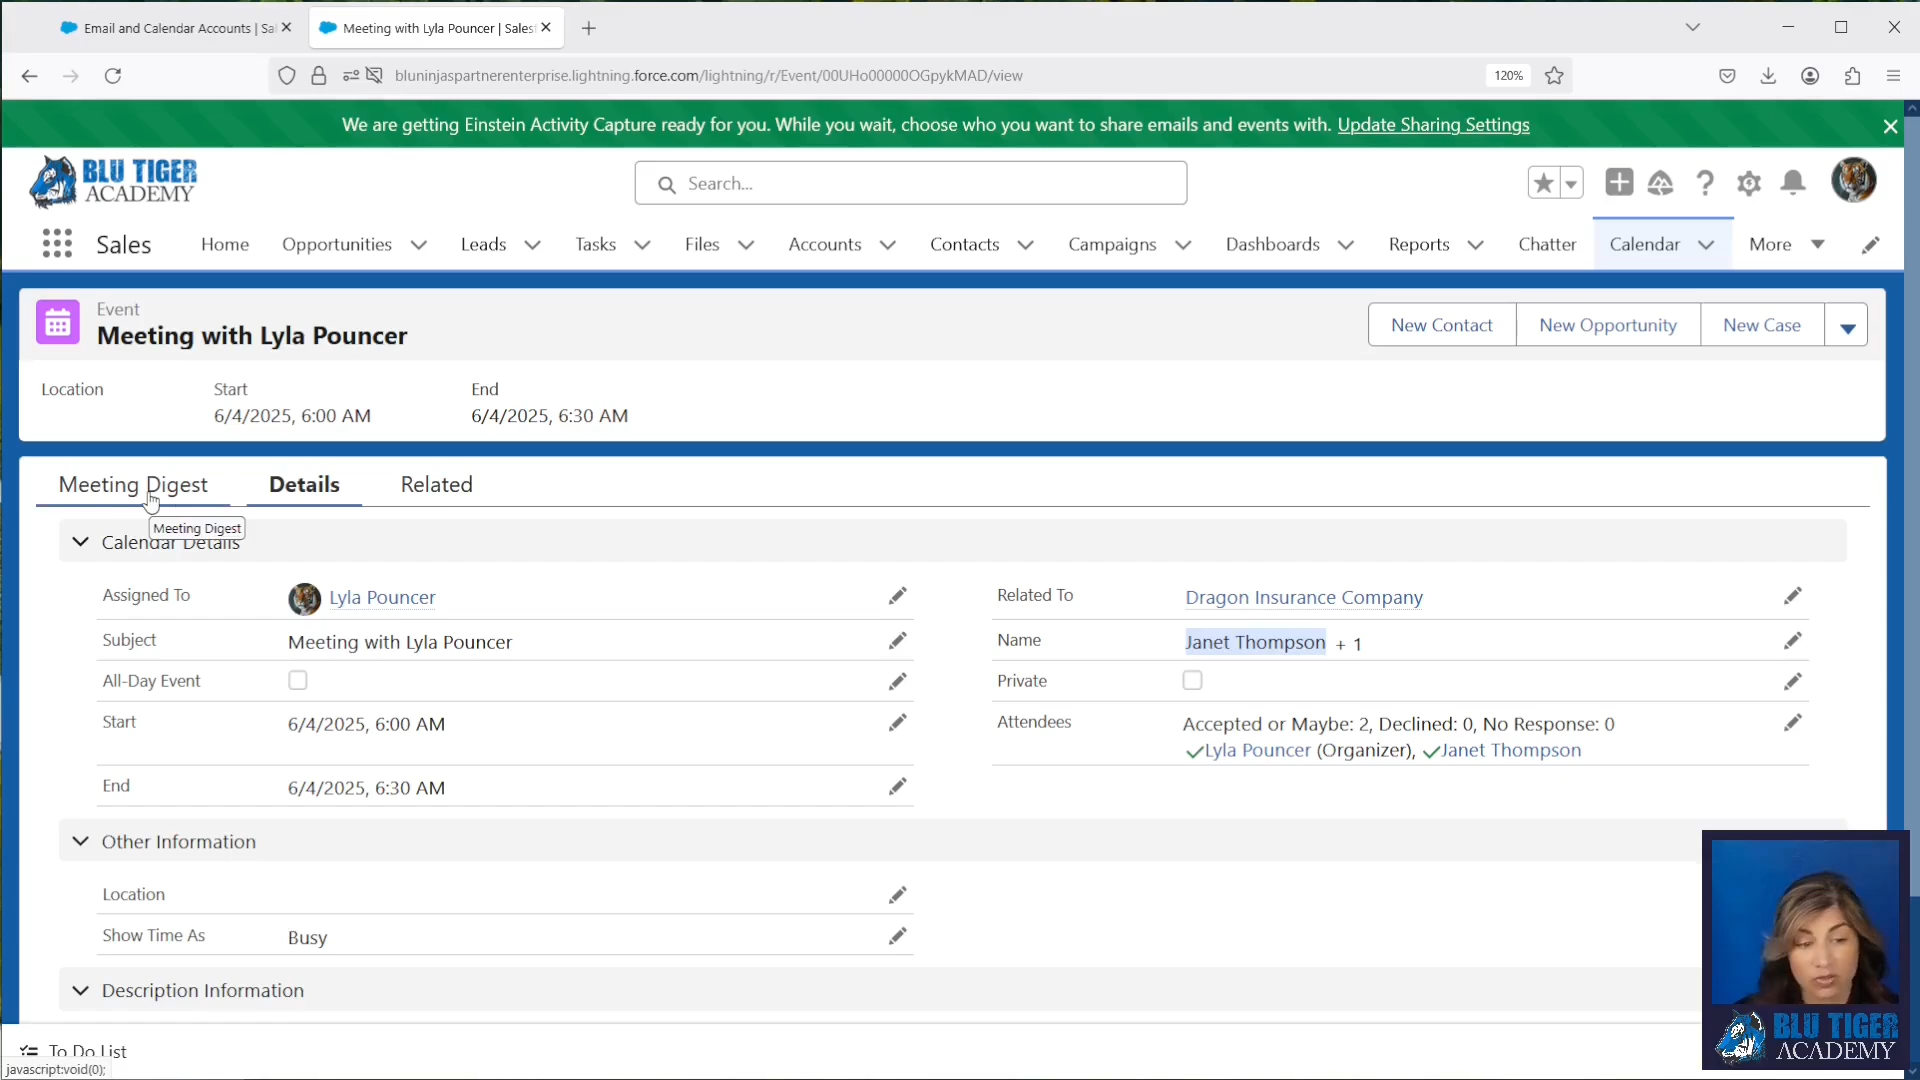 Email and Calendar Accounts | Sal
Meeting with Lyla Pouncer | Sales
bluninjaspartnerenterprise.lightning.force.com/lightning/r/Event/00UHo00000OGpykMAD/view
120%
We are getting Einstein Activity Capture ready for you. While you wait, choose who you want to share emails and events with. Update Sharing Settings
BLU TIGER
ACADEMY
Search...
Sales Home Opportunities Leads Tasks Files Accounts Contacts Campaigns Dashboards Reports Chatter Calendar More
Event
Meeting with Lyla Pouncer
New Contact New Opportunity New Case
Location Start End
6/4/2025, 6:00 AM 6/4/2025, 6:30 AM
Meeting Digest Details Related
Meeting Digest
Calendar Details
Assigned To Lyla Pouncer Related To Dragon Insurance Company
Subject Meeting with Lyla Pouncer Name Janet Thompson + 1
All-Day Event Private
Start 6/4/2025, 6:00 AM Attendees Accepted or Maybe: 2, Declined: 0, No Response: 0
Lyla Pouncer (Organizer), Janet Thompson
End 6/4/2025, 6:30 AM
Other Information
Location
Show Time As Busy
Description Information
To Do List
javascript:void(0);
BLU TIGER
ACADEMY